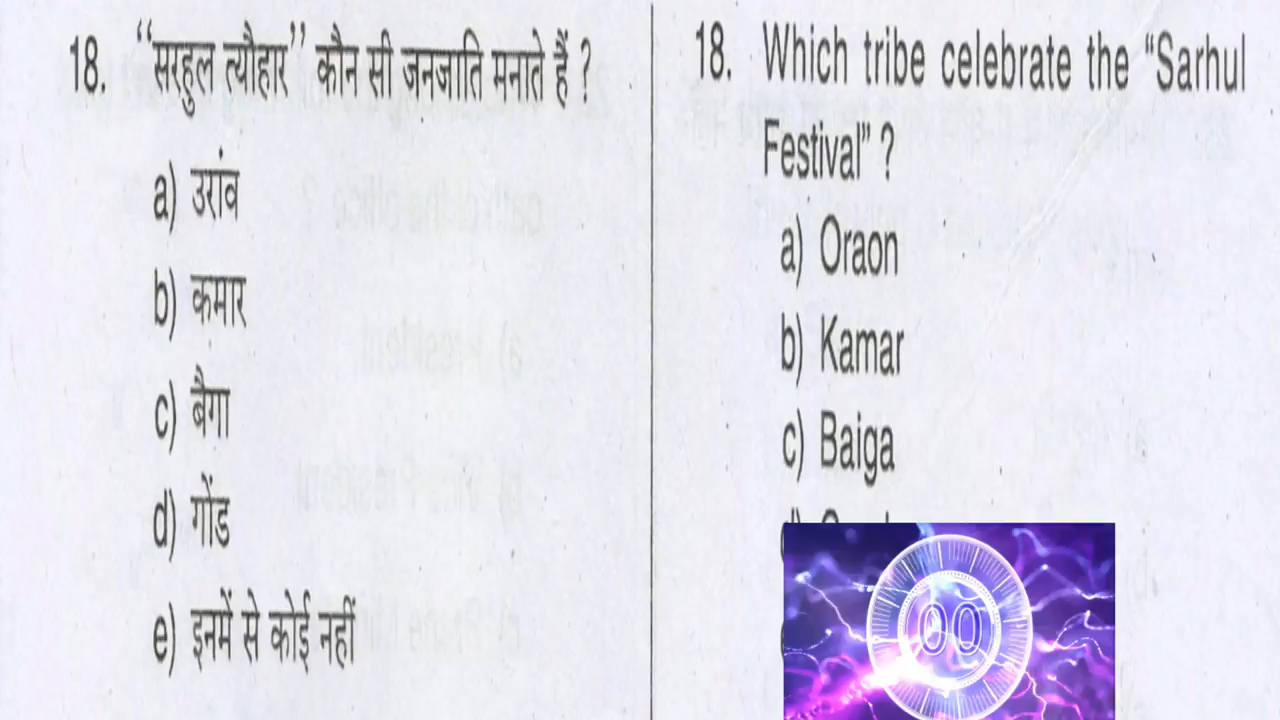 18. “सरहुल त्यौहार” कौन सी जनजाति मनाते हैं ?
a) उरांव
b) कमार
c) बैगा
d) गोंड
e) इनमें से कोई नहीं
18. Which tribe celebrate the “Sarhul
Festival” ?
a) Oraon
b) Kamar
c) Baiga
00